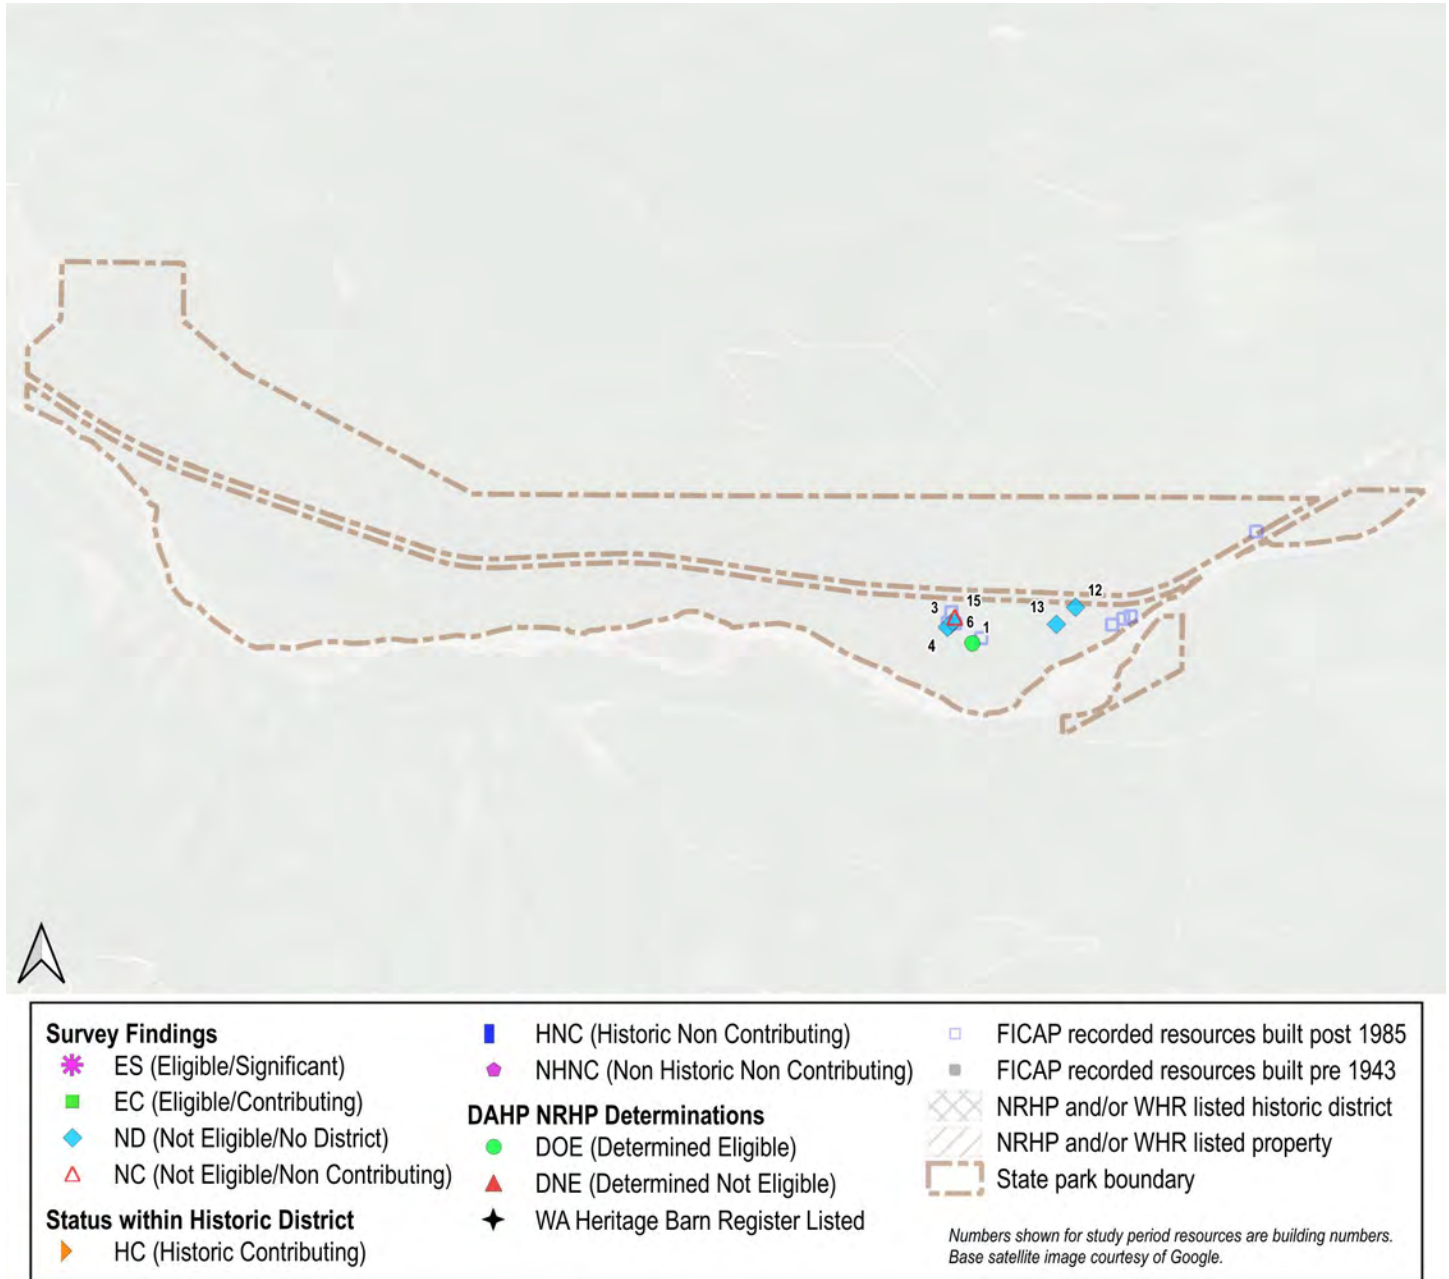 12
3
15
13
6
1
4
Survey Findings
ES (Eligible/Significant)
EC (Eligible/Contributing)
ND (Not Eligible/No District)
NC (Not Eligible/Non Contributing)
Status within Historic District
HC (Historic Contributing)
HNC (Historic Non Contributing)
NHNC (Non Historic Non Contributing)
DAHP NRHP Determinations
DOE (Determined Eligible)
DNE (Determined Not Eligible)
WA Heritage Barn Register Listed
FICAP recorded resources built post 1985
FICAP recorded resources built pre 1943
NRHP and/or WHR listed historic district
NRHP and/or WHR listed property
State park boundary
Numbers shown for study period resources are building numbers.
Base satellite image courtesy of Google.